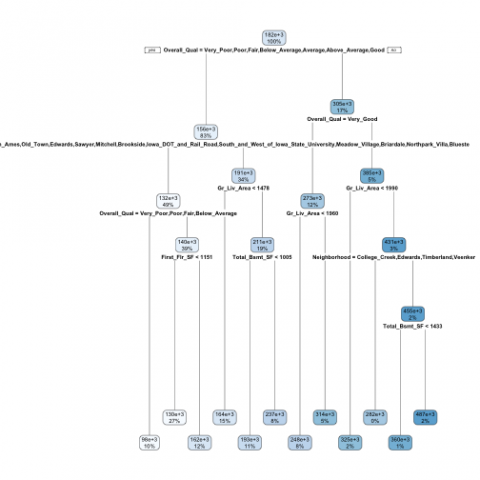 182e+3
100%
yes Overall_Qual = Very_Poor,Poor,Fair,Below_Average,Average,Above_Average,Good no
306e+3
17%
Overall_Qual = Very_Good
156e+3
83%
_Ames,Old_Town,Edwards,Sawyer,Mitchell,Brookside,Iowa_DOT_and_Rail_Road,South_and_West_of_Iowa_State_University,Meadow_Village,Briardale,Northpark_Villa,Blueste
191e+3
34%
365e+3
5%
Gr_Liv_Area < 1478
Gr_Liv_Area < 1990
132e+3
49%
273e+3
12%
Overall_Qual = Very_Poor,Poor,Fair,Below_Average
Gr_Liv_Area < 1960
140e+3
39%
211e+3
19%
3%
First_Flr_SF < 1151
Total_Bsmt_SF < 1005
Neighborhood = College_Creek,Edwards,Timberland,Veenker
2%
Total_Bsmt_SF < 1433
130e+3
27%
164e+3
15%
237e+3
8%
314e+3
5%
282e+3
0%
487e+3
2%
98e+3
10%
162e+3
12%
193e+3
11%
248e+3
8%
325e+3
2%
360e+3
1%